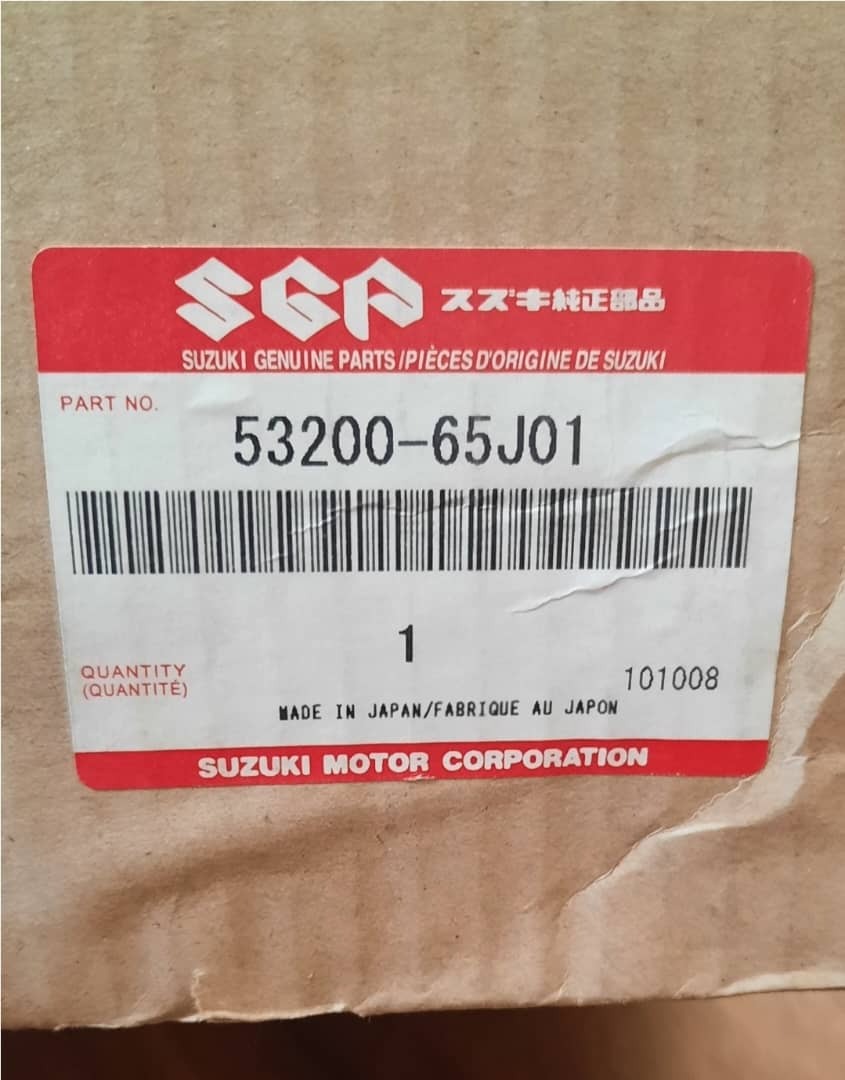 SGP スズキ純正部品
SUZUKI GENUINE PARTS/PIÈCES D'ORIGINE DE SUZUKI
PART NO.
53200-65J01
1
QUANTITY
(QUANTITÉ)
101008
MADE IN JAPAN/FABRIQUE AU JAPON
SUZUKI MOTOR CORPORATION